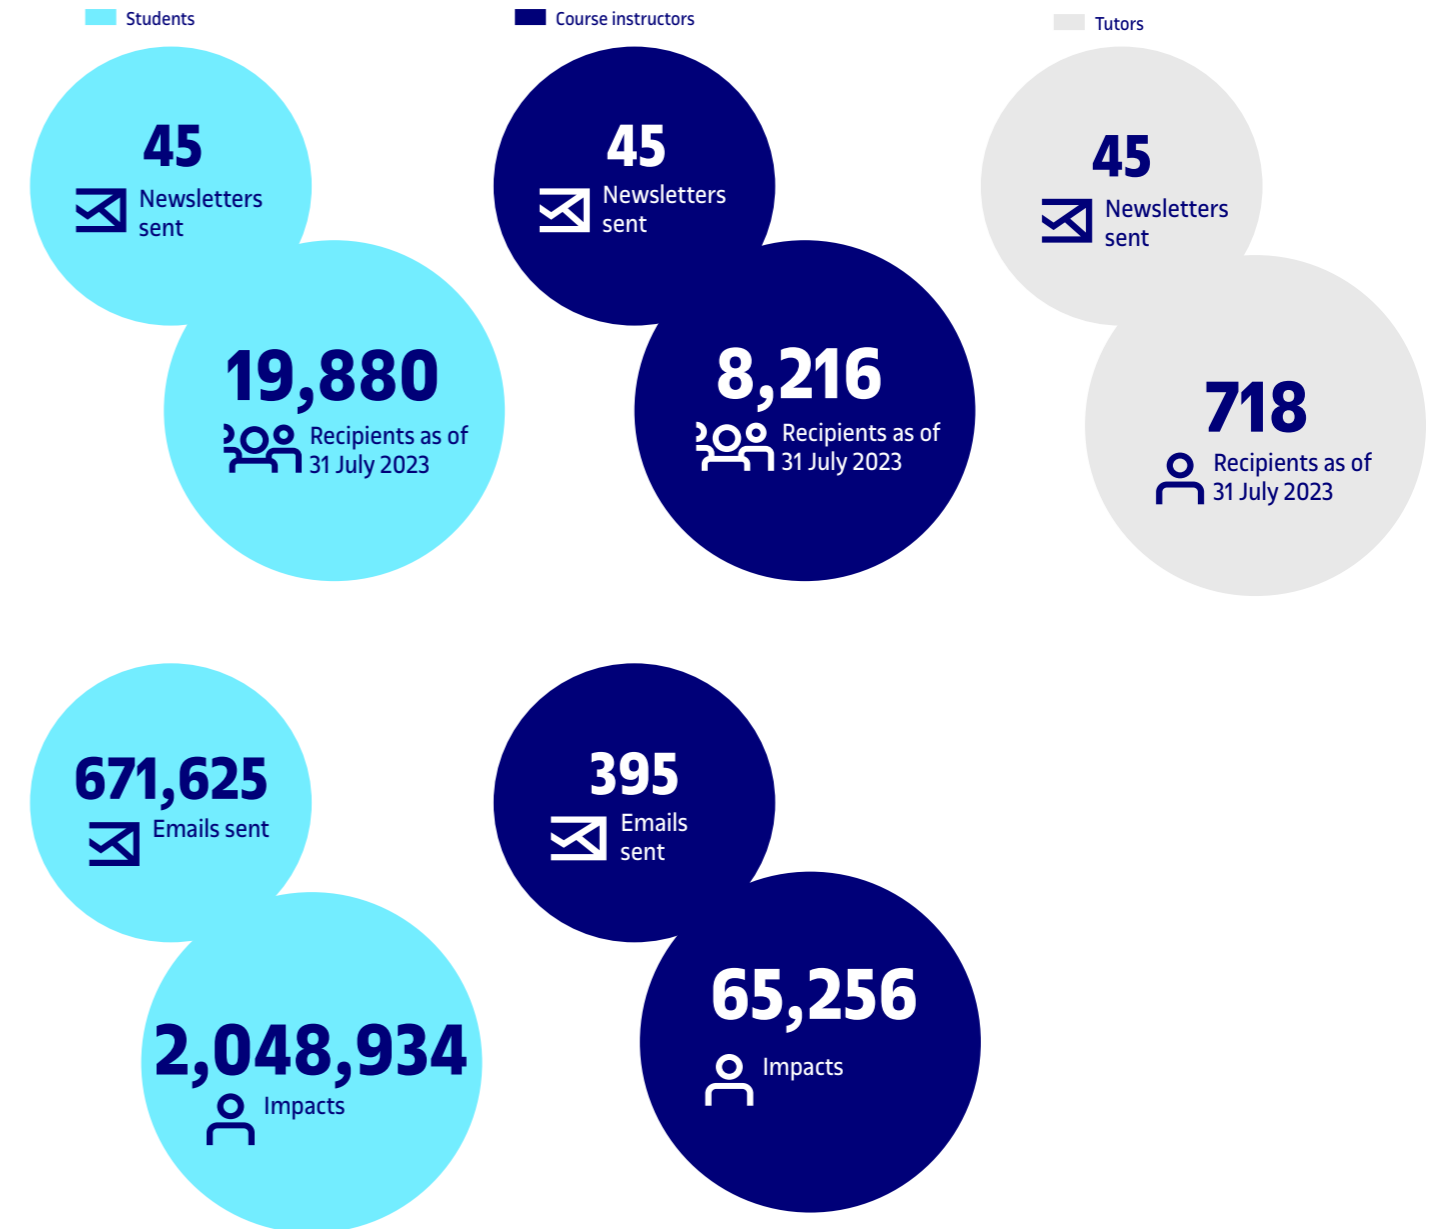 Students
Course instructors
Tutors
45
Newsletters
sent
19,880
Recipients as of
31 July 2023
45
Newsletters
sent
8,216
Recipients as of
31 July 2023
45
Newsletters
sent
718
Recipients as of
31 July 2023
671,625
Emails sent
2,048,934
Impacts
395
Emails
sent
65,256
Impacts